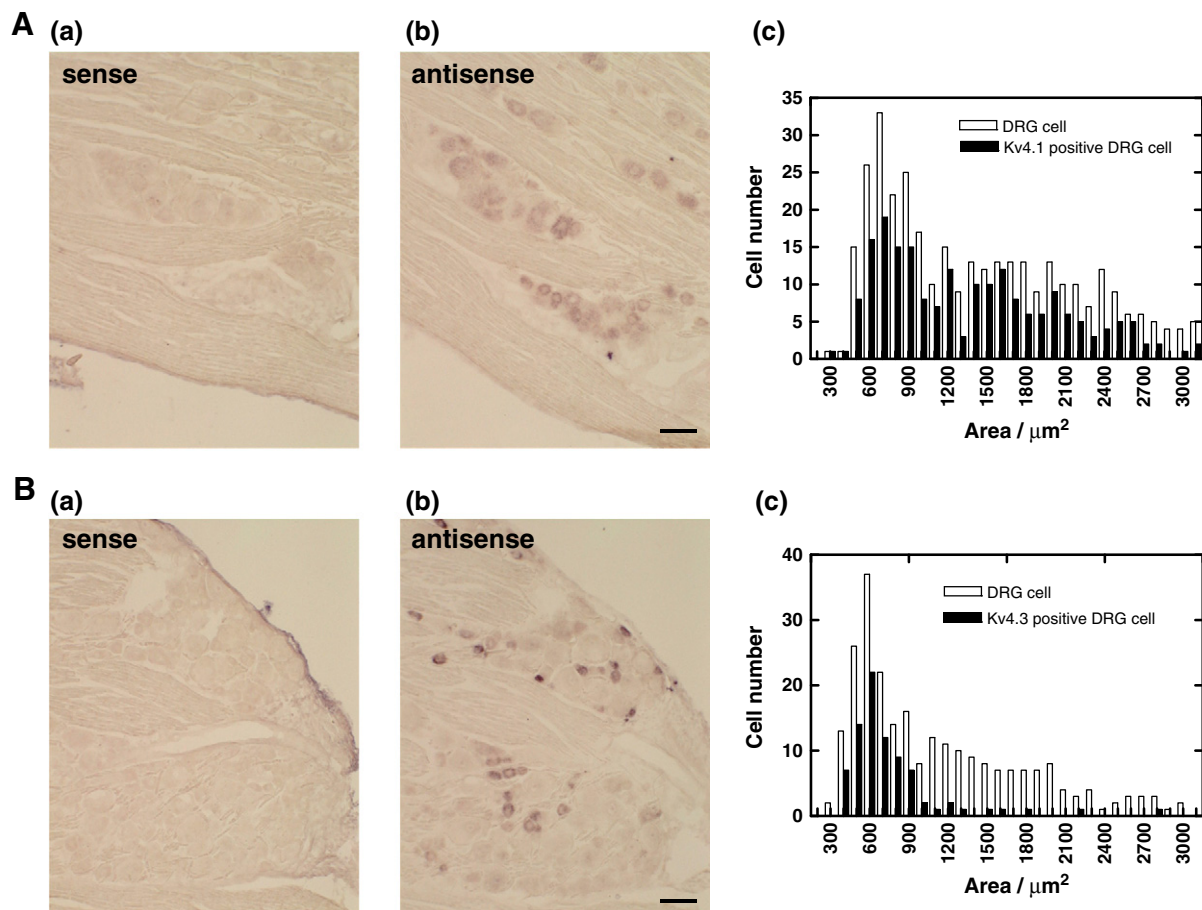 A
(a)
(b)
(c)
sense
antisense
35
30
25
20
15
10
5
0
Cell number
DRG cell
Kv4.1 positive DRG cell
300
600
900
1200
1500
1800
2100
2400
2700
3000
Area / μm²
B
(a)
(b)
(c)
sense
antisense
40
30
20
10
0
Cell number
DRG cell
Kv4.3 positive DRG cell
300
600
900
1200
1500
1800
2100
2400
2700
3000
Area / μm²